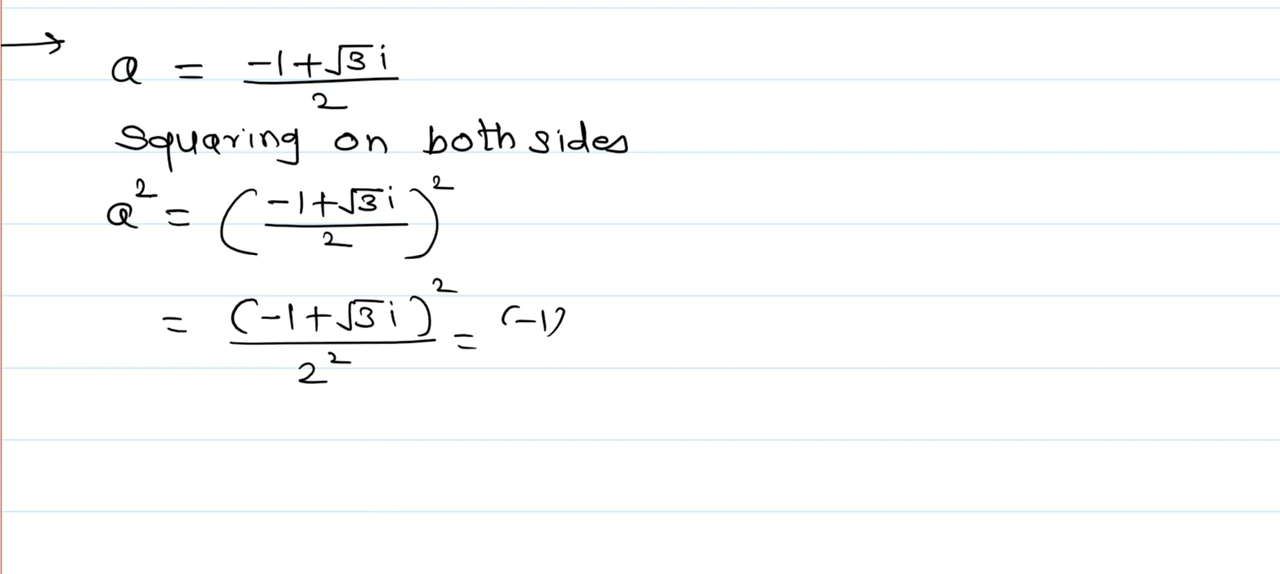 → a = (-1+√3 i)/2
Squaring on both sides
a² = ((-1+√3 i)/2)²
= (-1+√3 i)²/2² = (-1)